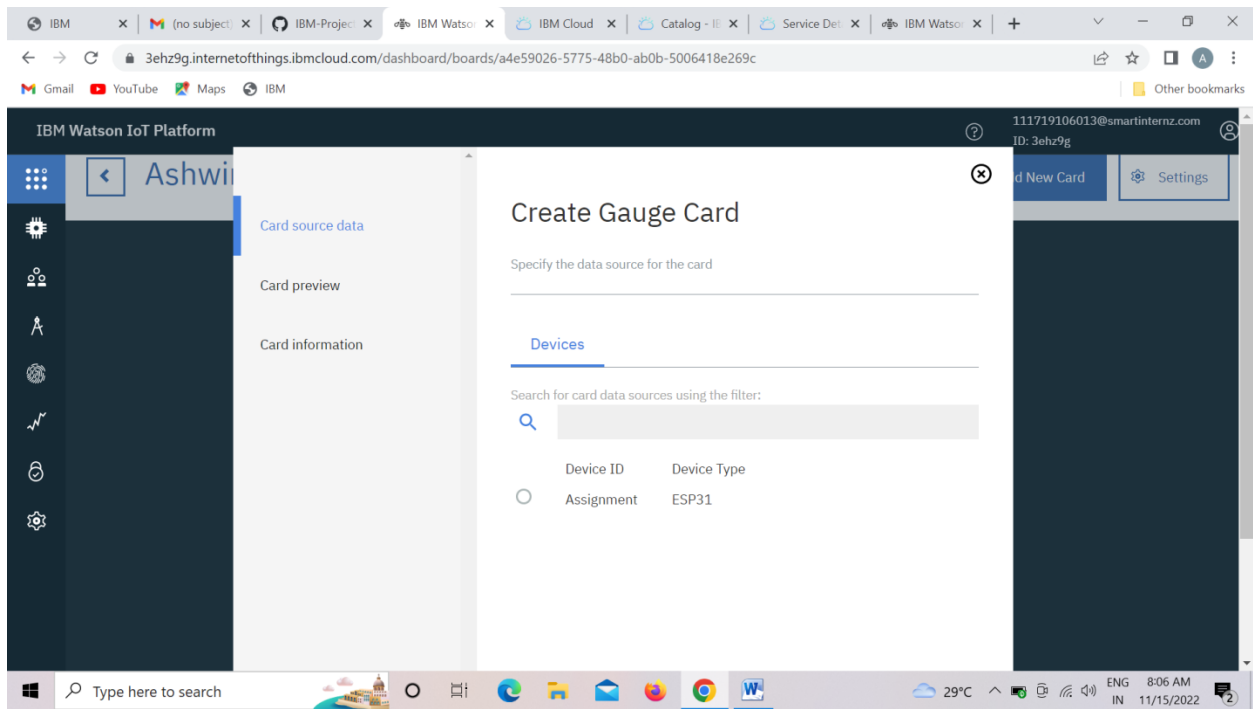 IBM
(no subject)
IBM-Project
IBM Watson
IBM Cloud
Catalog - IB
Service Det
IBM Watson
3ehz9g.internetofthings.ibmcloud.com/dashboard/boards/a4e59026-5775-48b0-ab0b-5006418e269c
A
Gmail
YouTube
Maps
IBM
Other bookmarks
IBM Watson IoT Platform
111719106013@smartinternz.com
ID: 3ehz9g
Ashwi
d New Card
Settings
Card source data
Card preview
Card information
Create Gauge Card
Specify the data source for the card
Devices
Search for card data sources using the filter:
Device ID Device Type
Assignment ESP31
Type here to search
29°C
ENG
IN
8:06 AM
11/15/2022
2